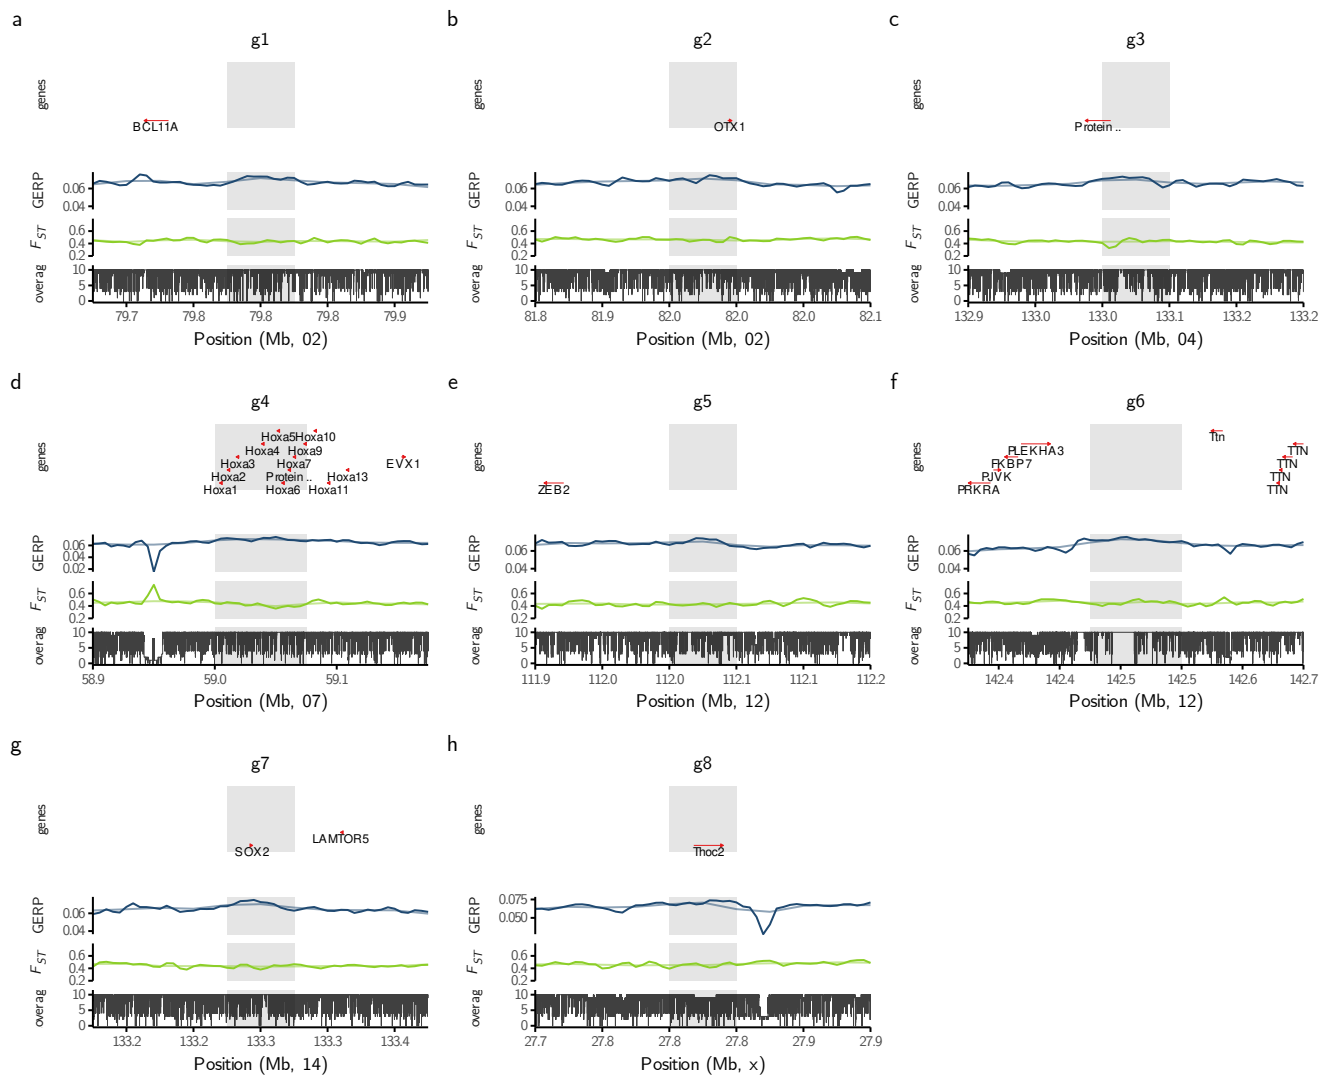 a
g1
genes
BCL11A
GERP
0.06
0.04
FST
0.6
0.4
0.2
overag
10
5
0
79.7 79.8 79.8 79.8 79.9
Position (Mb, 02)
b
g2
genes
OTX1
GERP
0.06
0.04
FST
0.6
0.4
0.2
overag
10
5
0
81.8 81.9 82.0 82.0 82.0 82.1
Position (Mb, 02)
c
g3
genes
Protein ..
GERP
0.06
0.04
FST
0.6
0.4
0.2
overag
10
5
0
132.9 133.0 133.0 133.1 133.2 133.2
Position (Mb, 04)
d
g4
genes
Hoxa5 Hoxa10
Hoxa4 Hoxa9
Hoxa3 Hoxa7 EVX1
Hoxa2 Protein .. Hoxa13
Hoxa1 Hoxa6 Hoxa11
GERP
0.06
0.02
FST
0.6
0.4
0.2
overag
10
5
0
58.9 59.0 59.1
Position (Mb, 07)
e
g5
genes
ZEB2
GERP
0.06
0.04
FST
0.6
0.4
0.2
overag
10
5
0
111.9 112.0 112.0 112.1 112.1 112.2
Position (Mb, 12)
f
g6
genes
Ttn
PLEKHA3 TTN
FKBP7 TTN
PJVK TTN
PRKRA TTN
GERP
0.06
0.04
FST
0.6
0.4
0.2
overag
10
5
0
142.4 142.4 142.5 142.5 142.6 142.7
Position (Mb, 12)
g
g7
genes
LAMTOR5
SOX2
GERP
0.06
0.04
FST
0.6
0.4
0.2
overag
10
5
0
133.2 133.2 133.3 133.3 133.4
Position (Mb, 14)
h
g8
genes
Thoc2
GERP
0.075
0.050
FST
0.6
0.4
0.2
overag
10
5
0
27.7 27.8 27.8 27.8 27.9 27.9
Position (Mb, x)